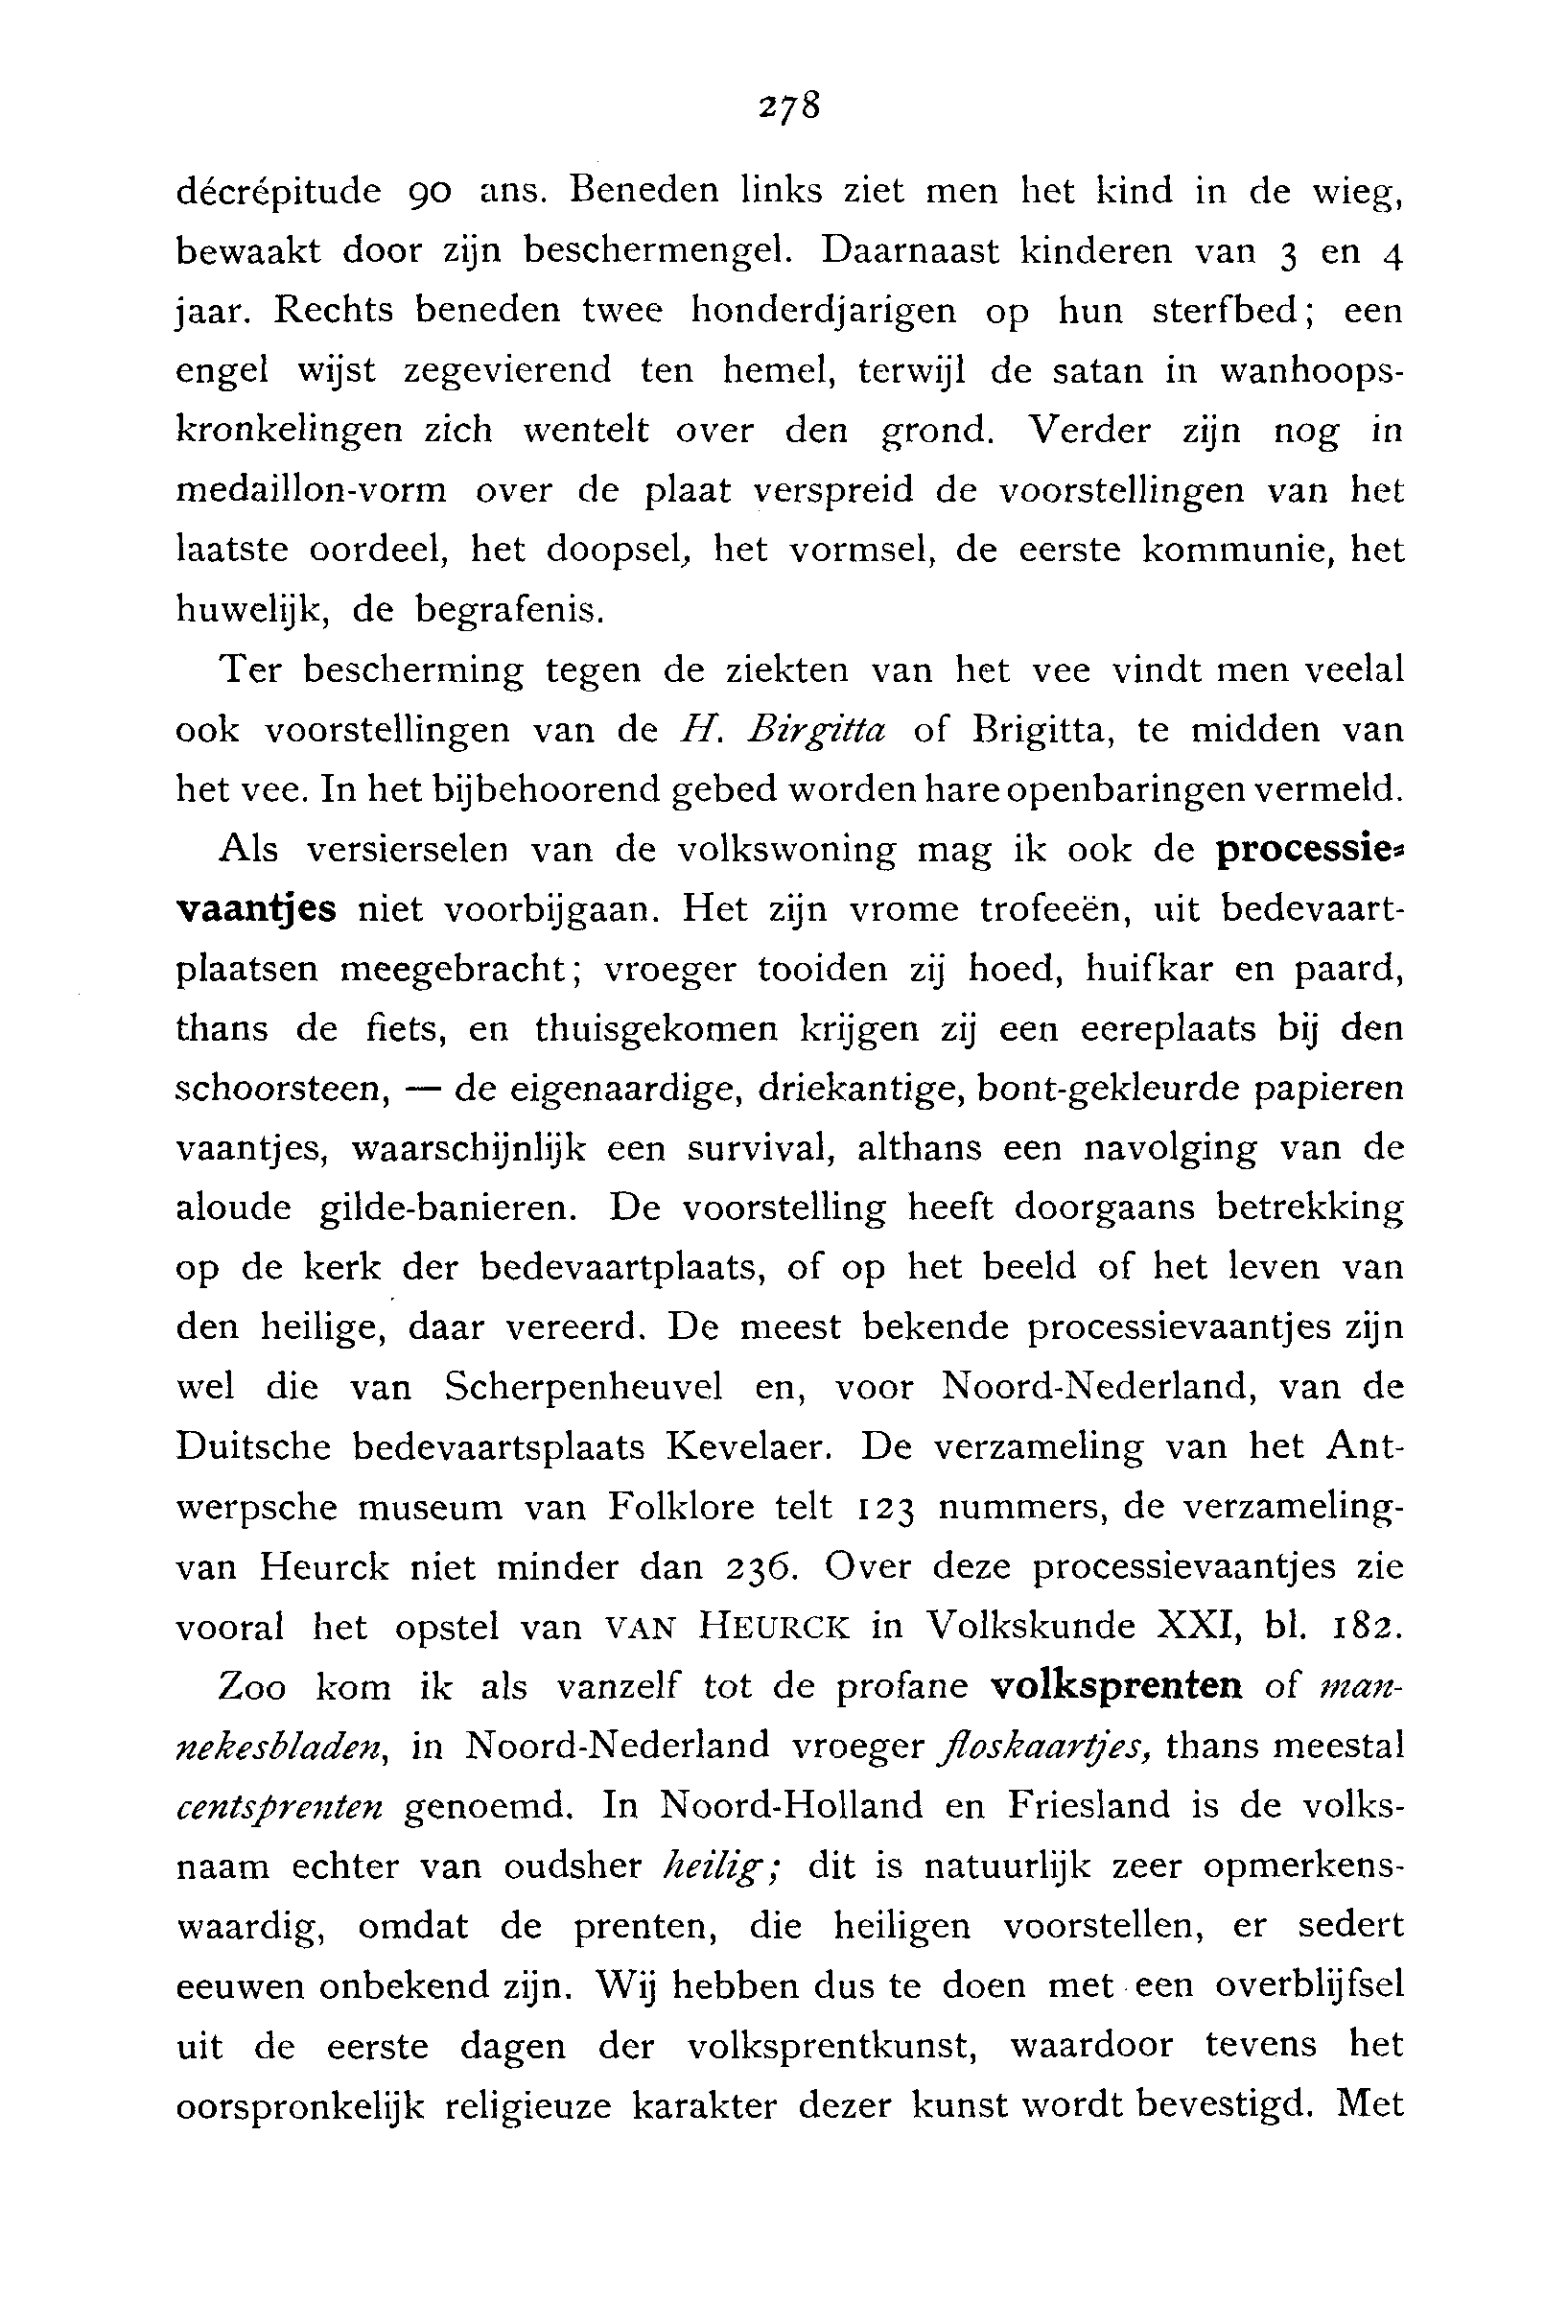 278
décrépitude 90 ans. Beneden links ziet men het kind in de wieg,
bewaakt door zijn beschermengel. Daarnaast kinderen van 3 en 4
jaar. Rechts beneden twee honderdjarigen op hun sterfbed; een
engel wijst zegevierend ten hemel, terwijl de satan in wanhoops-
kronkelingen zich wentelt over den grond. Verder zijn nog in
medaillon-vorm over de plaat verspreid de voorstellingen van het
laatste oordeel, het doopsel, het vormsel, de eerste kommunie, het
huwelijk, de begrafenis.
Ter bescherming tegen de ziekten van het vee vindt men veelal
ook voorstellingen van de H. Birgitta of Brigitta, te midden van
het vee. In het bijbehoorend gebed worden hare openbaringen vermeld.
Als versierselen van de volkswoning mag ik ook de processie-
vaantjes niet voorbijgaan. Het zijn vrome trofeeën, uit bedevaart-
plaatsen meegebracht; vroeger tooiden zij hoed, huifkar en paard,
thans de fiets, en thuisgekomen krijgen zij een eereplaats bij den
schoorsteen, — de eigenaardige, driekantige, bont-gekleurde papieren
vaantjes, waarschijnlijk een survival, althans een navolging van de
aloude gilde-banieren. De voorstelling heeft doorgaans betrekking
op de kerk der bedevaartplaats, of op het beeld of het leven van
den heilige, daar vereerd. De meest bekende processievaantjes zijn
wel die van Scherpenheuvel en, voor Noord-Nederland, van de
Duitsche bedevaartsplaats Kevelaer. De verzameling van het Ant-
werpsche museum van Folklore telt 123 nummers, de verzameling-
van Heurck niet minder dan 236. Over deze processievaantjes zie
vooral het opstel van VAN HEURCK in Volkskunde XXI, bl. 182.
Zoo kom ik als vanzelf tot de profane volksprenten of man-
nekesbladen, in Noord-Nederland vroeger floskaartjes, thans meestal
centsprenten genoemd. In Noord-Holland en Friesland is de volks-
naam echter van oudsher heilig; dit is natuurlijk zeer opmerkens-
waardig, omdat de prenten, die heiligen voorstellen, er sedert
eeuwen onbekend zijn. Wij hebben dus te doen met een overblijfsel
uit de eerste dagen der volksprentkunst, waardoor tevens het
oorspronkelijk religieuze karakter dezer kunst wordt bevestigd. Met